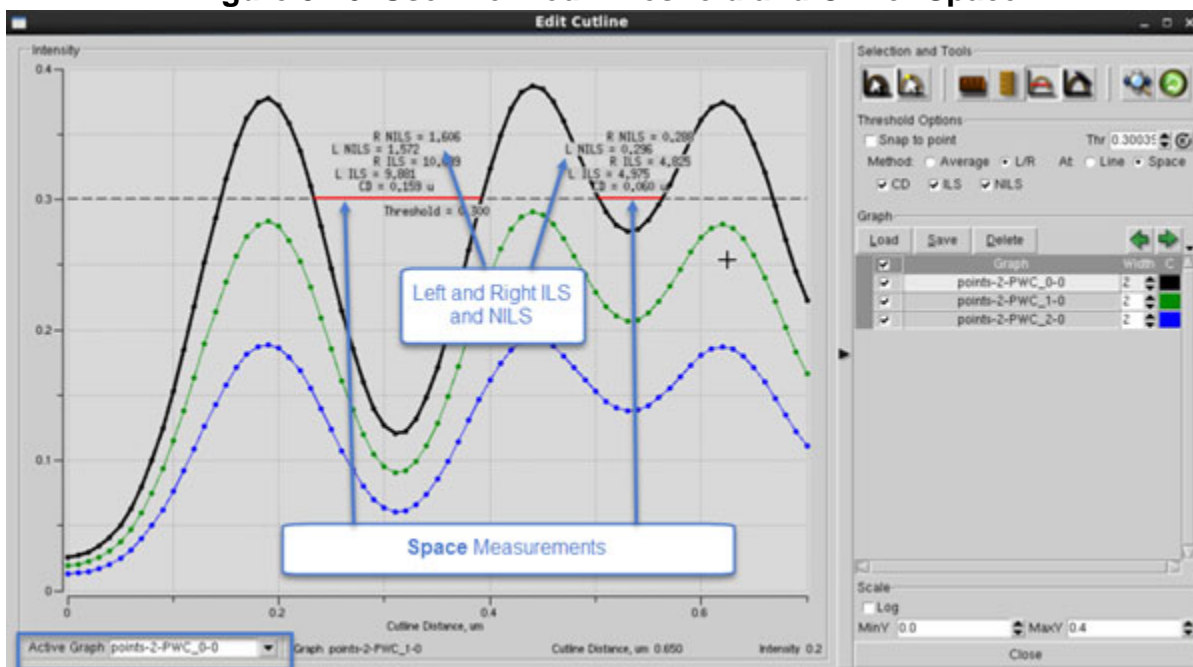 Edit Cutline
Intensity
0.4
0.3
0.2
0.1
0
0
0.2
0.4
0.6
Cutline Distance, um
R NILS = 1,606
L NILS = 1,572
L ILS = 9,881
CD = 0,159 u
Threshold = 0,300
R NILS = 0,288
L NILS = 0,296
R ILS = 4,825
L ILS = 4,975
CD = 0,060 u
Left and Right ILS
and NILS
Space Measurements
Active Graph points-2-PWC_0-0
Graph points-2-PWC_1-0
Cutline Distance, um 0.650
Intensity 0.2
Selection and Tools
Threshold Options
Snap to point
Thr 0.30035
Method: Average L/R At: Line Space
CD ILS NILS
Graph
Load Save Delete
Graph Width C
points-2-PWC_0-0 2
points-2-PWC_1-0 2
points-2-PWC_2-0 2
Scale
Log
MinY 0.0 MaxY 0.4
Close